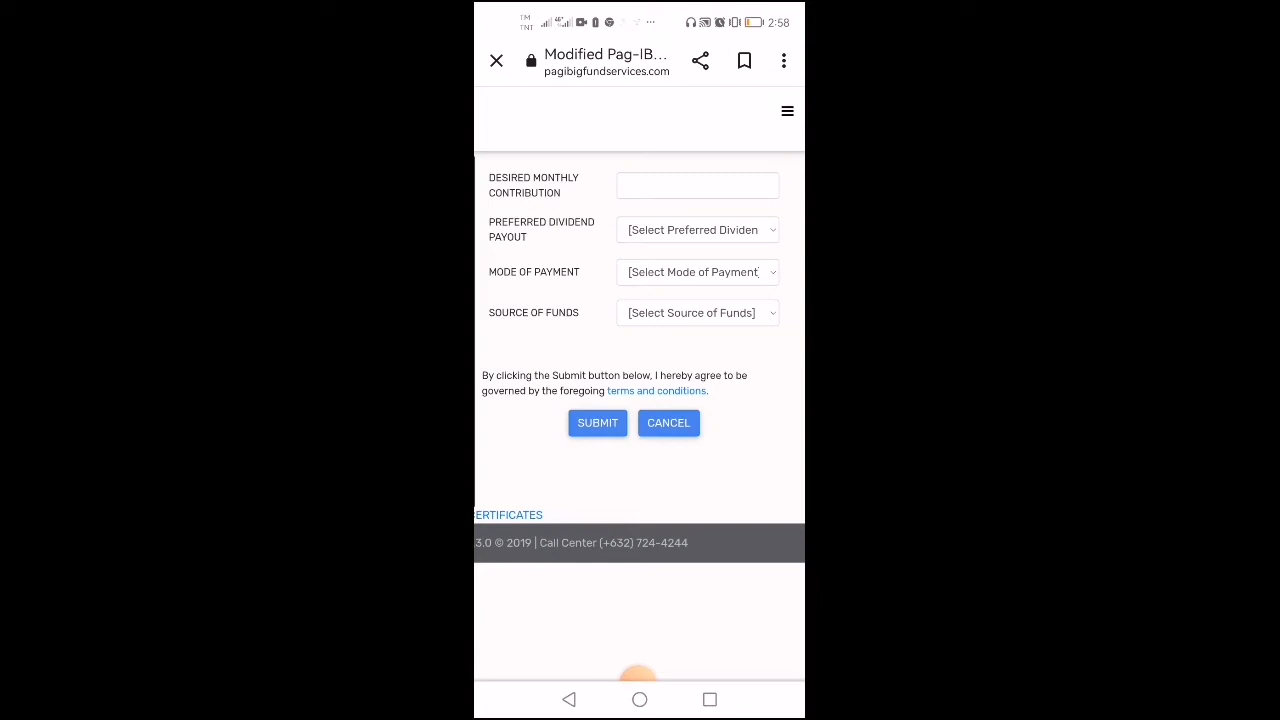 TM
TNT
2:58
Modified Pag-IB...
pagibigfundservices.com
DESIRED MONTHLY
CONTRIBUTION
PREFERRED DIVIDEND
PAYOUT
[Select Preferred Dividen
MODE OF PAYMENT
[Select Mode of Payment]
SOURCE OF FUNDS
[Select Source of Funds]
By clicking the Submit button below, I hereby agree to be
governed by the foregoing terms and conditions.
SUBMIT CANCEL
ERTIFICATES
3.0 © 2019 | Call Center (+632) 724-4244